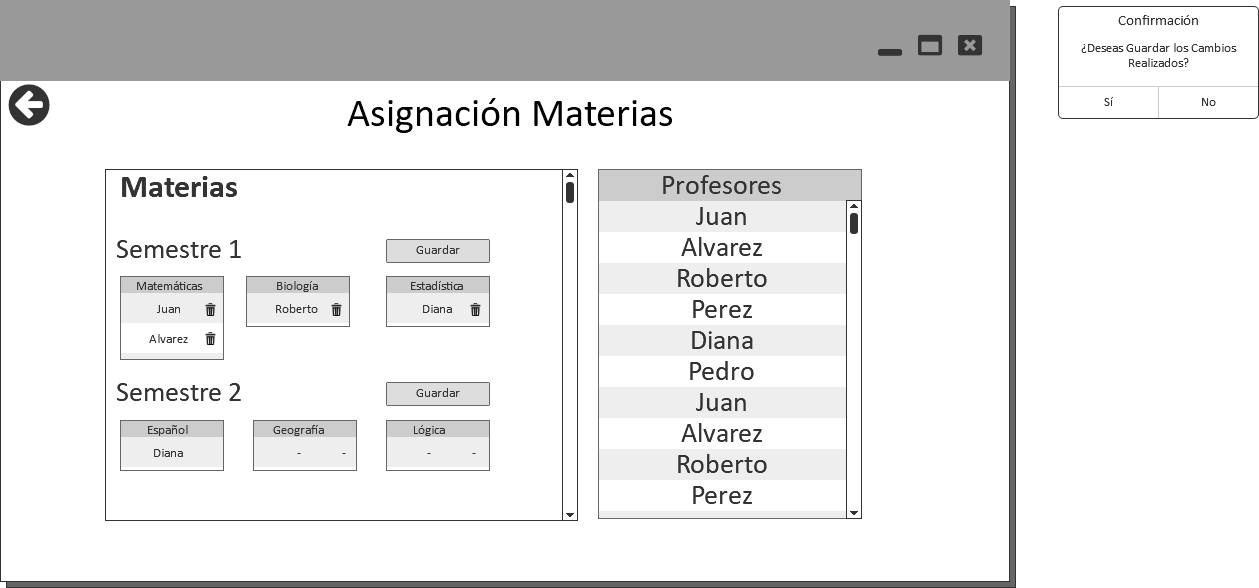 Confirmación
¿Deseas Guardar los Cambios
Realizados?
Sí No
Asignación Materias
Materias
Semestre 1 Guardar
Matemáticas Biología Estadística
Juan Roberto Diana
Alvarez
Semestre 2 Guardar
Español Geografía Lógica
Diana - - - -
Profesores
Juan
Alvarez
Roberto
Perez
Diana
Pedro
Juan
Alvarez
Roberto
Perez